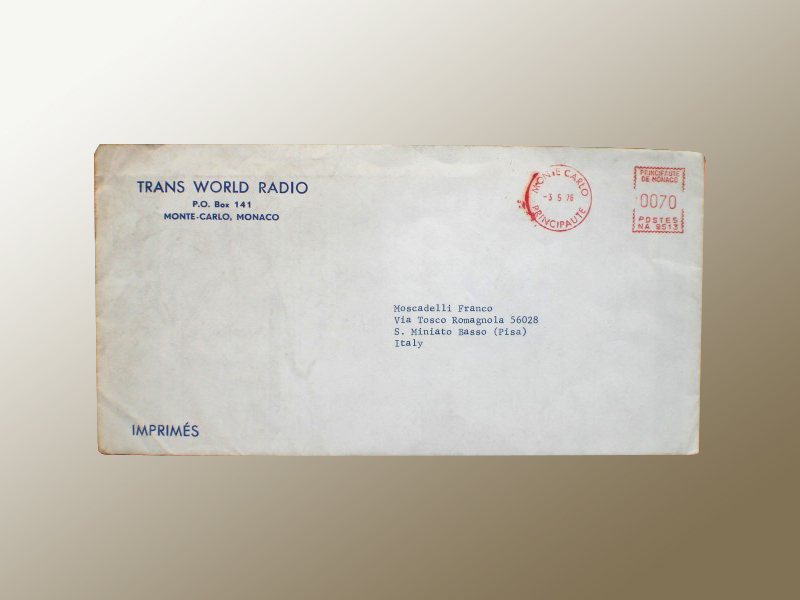 TRANS WORLD RADIO
P.O. Box 141
MONTE-CARLO, MONACO
MONTE CARLO
-3 5 76
PRINCIPAUTE
PRINCIPAUTE
DE MONACO
0070
POSTES
NA 8513
Moscadelli Franco
Via Tosco Romagnola 56028
S. Miniato Basso (Pisa)
Italy
IMPRIMÉS